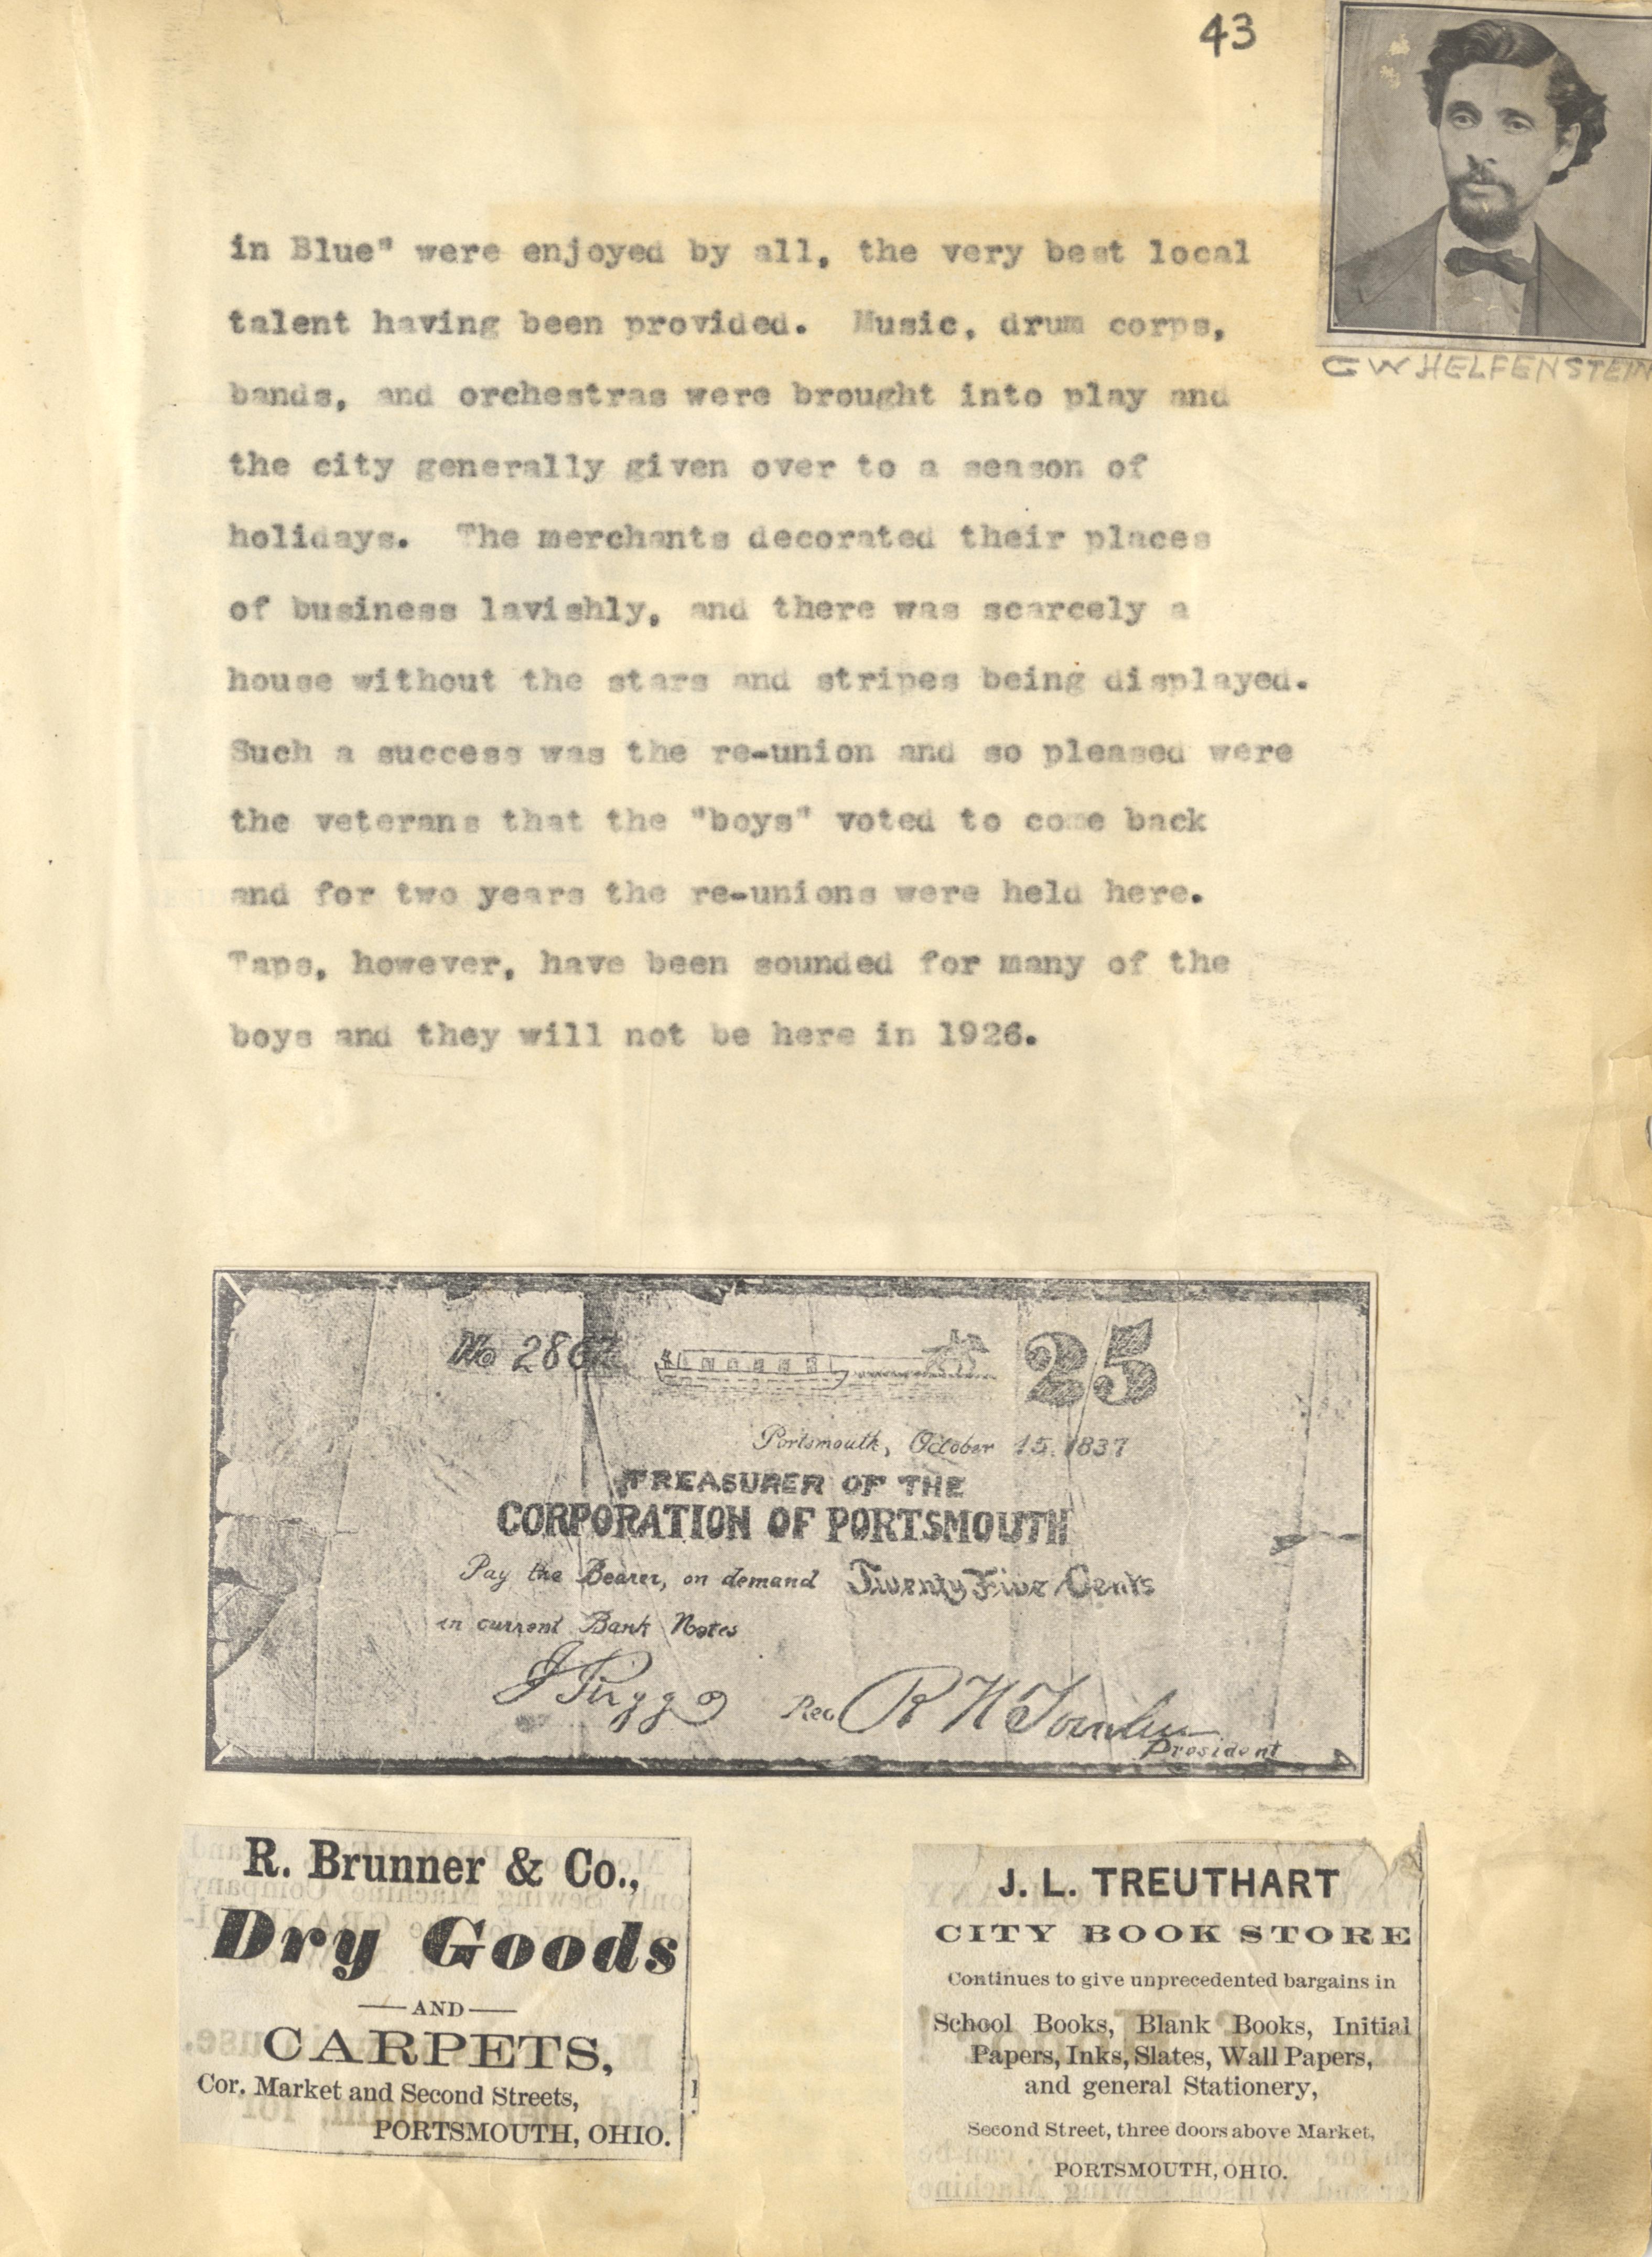 43
C W HELFENSTEIN
in Blue" were enjoyed by all, the very best local
talent having been provided. Music, drum corps,
bands, and orchestras were brought into play and
the city generally given over to a season of
holidays. The merchants decorated their places
of business lavishly, and there was scarcely a
house without the stars and stripes being displayed.
Such a success was the re-union and so pleased were
the veterans that the "boys" voted to come back
and for two years the re-unions were held here.
Taps, however, have been sounded for many of the
boys and they will not be here in 1926.
No 25
Portsmouth, October 15. 1837
TREASURER OF THE
CORPORATION OF PORTSMOUTH
Pay the Bearer, on demand Twenty Five Cents
in current Bank Notes
Rec R
President
R. Brunner & Co.,
Dry Goods
AND
CARPETS,
Cor. Market and Second Streets,
PORTSMOUTH, OHIO.
J. L. TREUTHART
CITY BOOK STORE
Continues to give unprecedented bargains in
School Books, Blank Books, Initial
Papers, Inks, Slates, Wall Papers,
and general Stationery,
Second Street, three doors above Market,
PORTSMOUTH, OHIO.